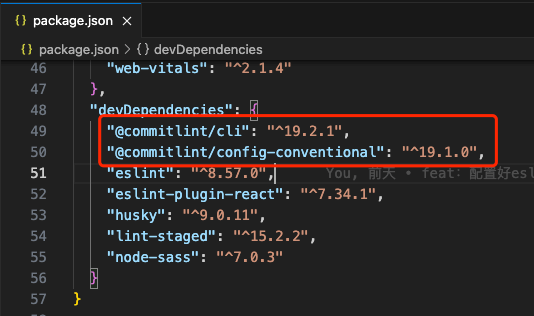 {} package.json ×
{} package.json > {} devDependencies
46 "web-vitals": "^2.1.4"
47 },
48 "devDependencies": {
49 "@commitlint/cli": "^19.2.1",
50 "@commitlint/config-conventional": "^19.1.0",
51 "eslint": "^8.57.0", You, 前天 • feat: 配置好esl
52 "eslint-plugin-react": "^7.34.1",
53 "husky": "^9.0.11",
54 "lint-staged": "^15.2.2",
55 "node-sass": "^7.0.3"
56 }
57 }